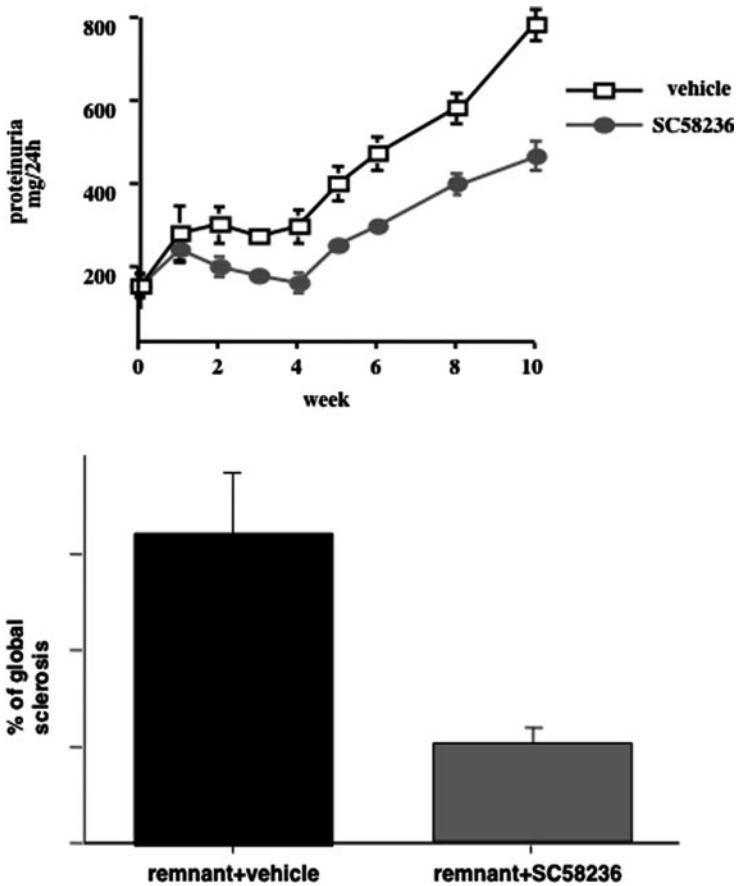 800
600
400
200
proteinuria
mg/24h
vehicle
SC58236
0 2 4 6 8 10
week
% of global
sclerosis
remnant+vehicle remnant+SC58236